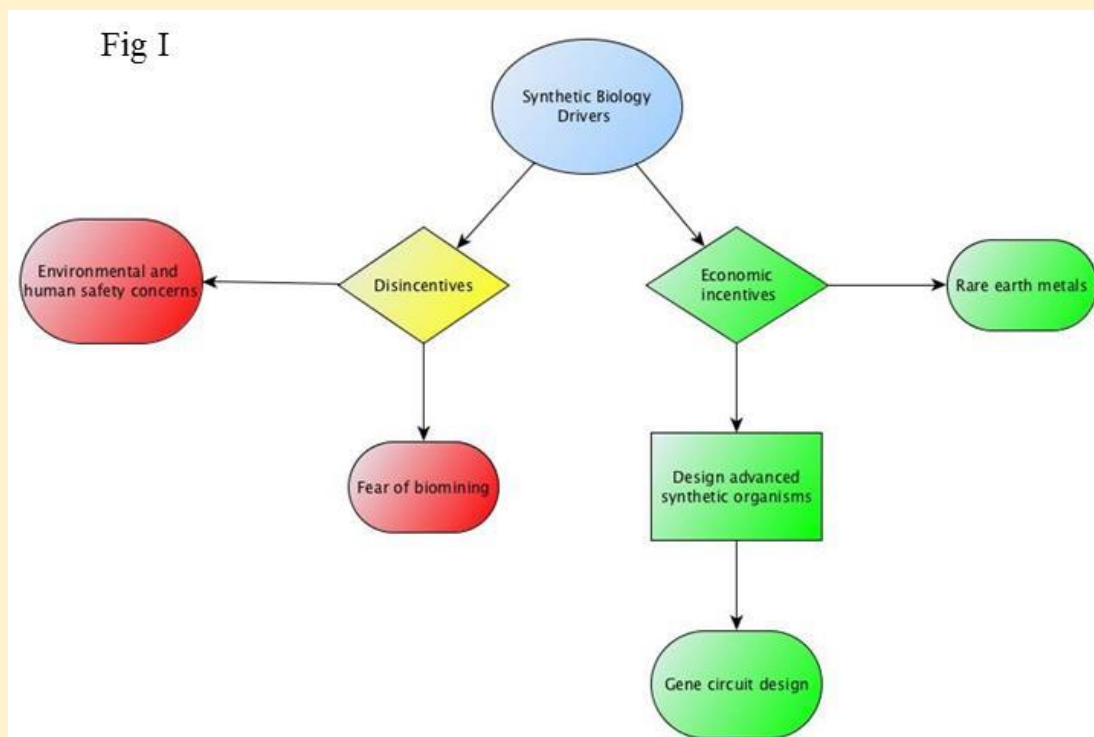 Fig I
Synthetic Biology
Drivers
Environmental and
human safety concerns
Disincentives
Economic
incentives
Rare earth metals
Fear of biomining
Design advanced
synthetic organisms
Gene circuit design